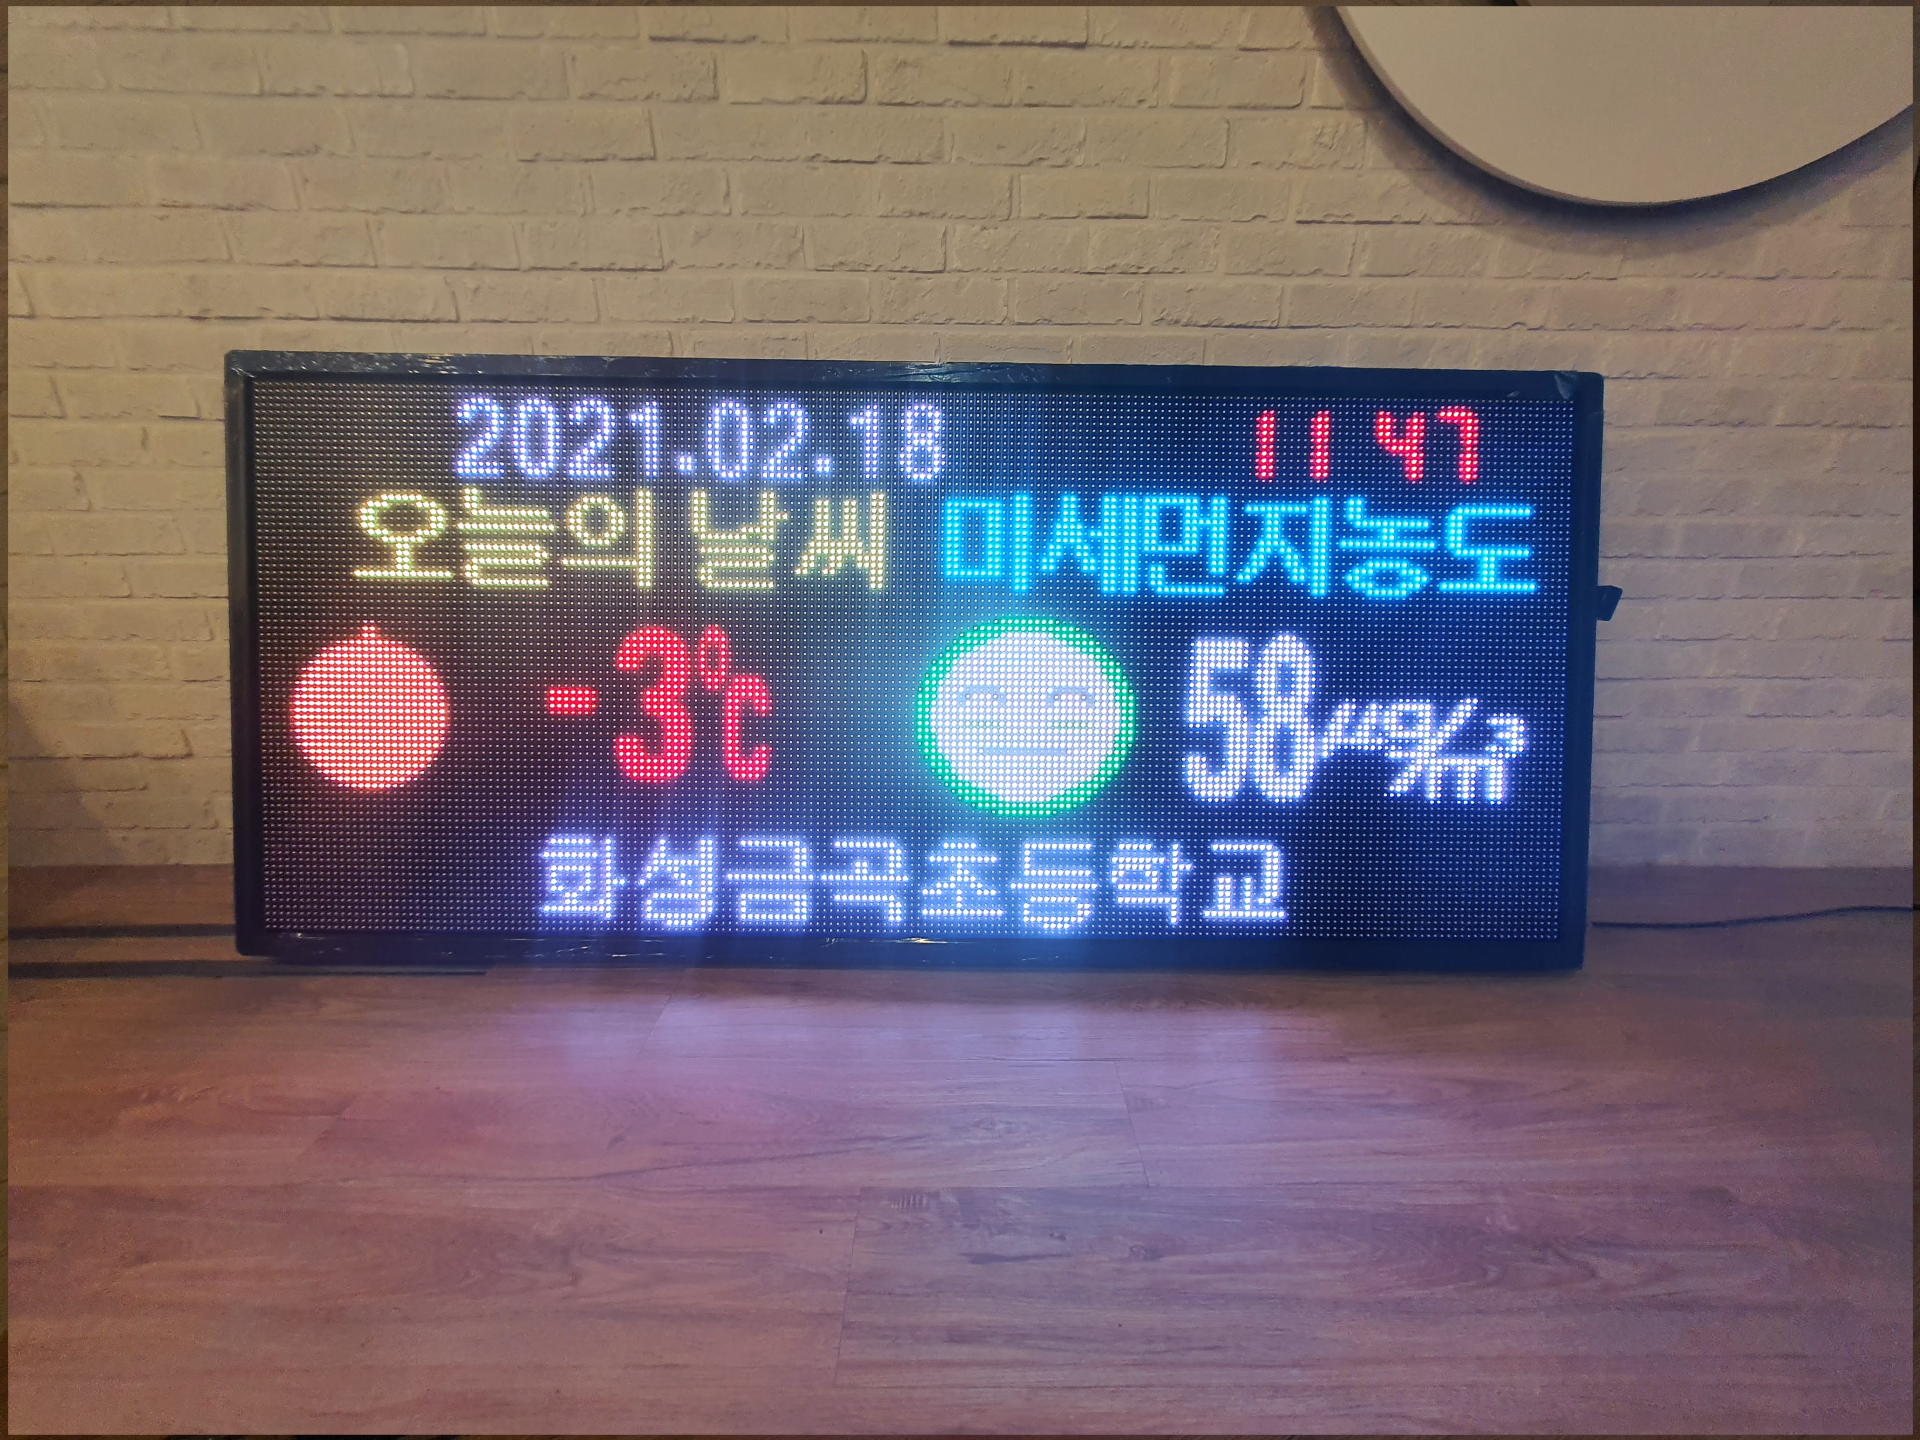 2021.02.18 11 47
오늘의 날씨 미세먼지농도
-3℃ 58㎍/㎥
화성금곡초등학교